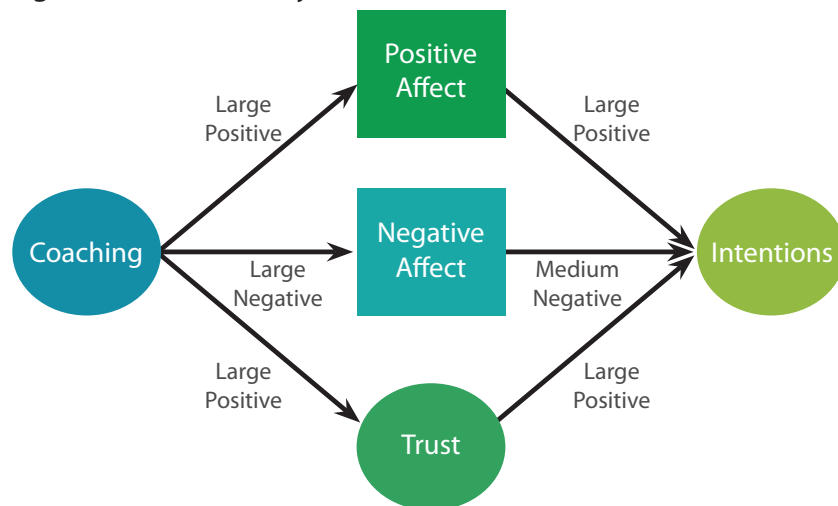 Positive
Affect
Large
Positive
Large
Positive
Coaching
Negative
Affect
Intentions
Large
Negative
Medium
Negative
Large
Positive
Large
Positive
Trust